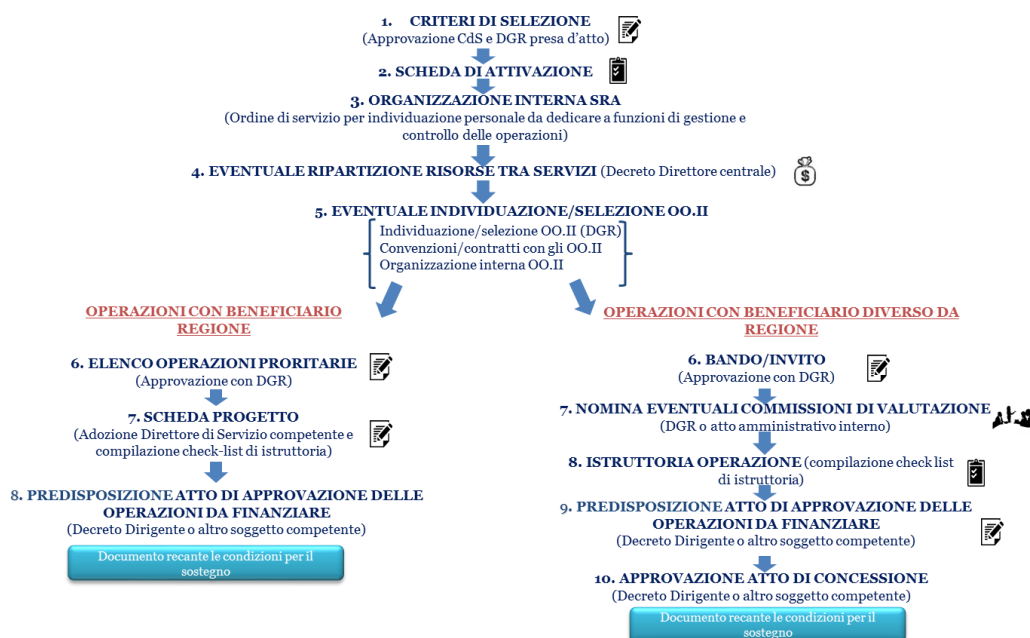 1. CRITERI DI SELEZIONE
(Approvazione CdS e DGR presa d'atto)
2. SCHEDA DI ATTIVAZIONE
3. ORGANIZZAZIONE INTERNA SRA
(Ordine di servizio per individuazione personale da dedicare a funzioni di gestione e
controllo delle operazioni)
4. EVENTUALE RIPARTIZIONE RISORSE TRA SERVIZI (Decreto Direttore centrale)
$
5. EVENTUALE INDIVIDUAZIONE/SELEZIONE OO.II
Individuazione/selezione OO.II (DGR)
Convenzioni/contratti con gli OO.II
Organizzazione interna OO.II
OPERAZIONI CON BENEFICIARIO
REGIONE
6. ELENCO OPERAZIONI PRORITARIE
(Approvazione con DGR)
7. SCHEDA PROGETTO
(Adozione Direttore di Servizio competente e
compilazione check-list di istruttoria)
8. PREDISPOSIZIONE ATTO DI APPROVAZIONE DELLE
OPERAZIONI DA FINANZIARE
(Decreto Dirigente o altro soggetto competente)
Documento recante le condizioni per il
sostegno
OPERAZIONI CON BENEFICIARIO DIVERSO DA
REGIONE
6. BANDO/INVITO
(Approvazione con DGR)
7. NOMINA EVENTUALI COMMISSIONI DI VALUTAZIONE
(DGR o atto amministrativo interno)
8. ISTRUTTORIA OPERAZIONE (compilazione check list
di istruttoria)
9. PREDISPOSIZIONE ATTO DI APPROVAZIONE DELLE
OPERAZIONI DA FINANZIARE
(Decreto Dirigente o altro soggetto competente)
10. APPROVAZIONE ATTO DI CONCESSIONE
(Decreto Dirigente o altro soggetto competente)
Documento recante le condizioni per il
sostegno